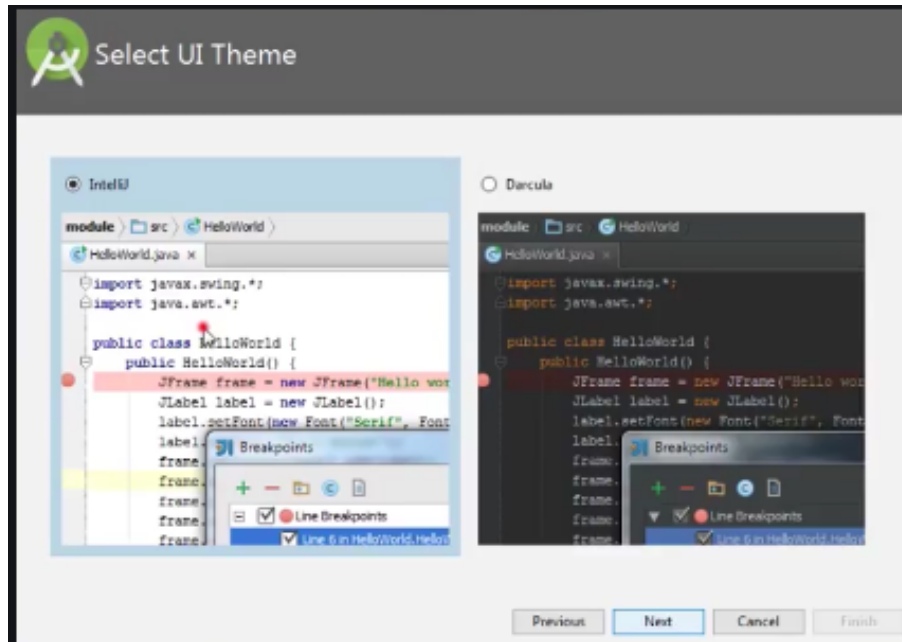 Select UI Theme
IntelliJ
module src HelloWorld
HelloWorld.java ×
import javax.swing.*;
import java.awt.*;
public class HelloWorld {
public HelloWorld() {
JFrame frame = new JFrame("Hello wor
JLabel label = new JLabel();
label.setFont(new Font("Serif", Font
label.
frame.
frame.
frame.
frame.
frame.
Breakpoints
Line Breakpoints
Line 6 in HelloWorld.Hello
Darcula
module src HelloWorld
HelloWorld.java ×
import javax.swing.*;
import java.awt.*;
public class HelloWorld {
public HelloWorld() {
JFrame frame = new JFrame("Hello wor
JLabel label = new JLabel();
label.setFont(new Font("Serif", Font
label.
frame.
frame.
frame.
frame.
frame.
Breakpoints
Line Breakpoints
Line 6 in HelloWorld.Hello
Previous Next Cancel Finish